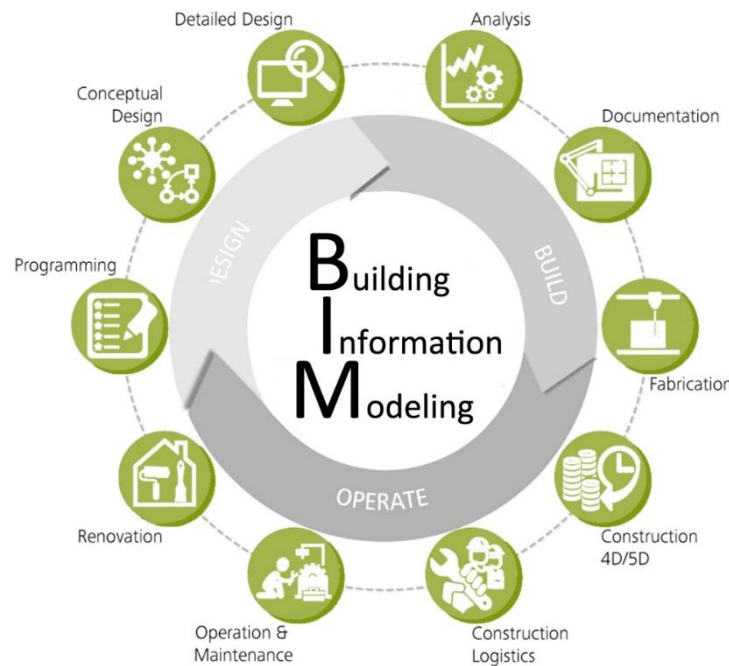 Detailed Design
Analysis
Conceptual
Design
Documentation
Programming
ESIGN
BUILD
Building
Information
Modeling
Fabrication
OPERATE
Renovation
Construction
4D/5D
Operation &
Maintenance
Construction
Logistics